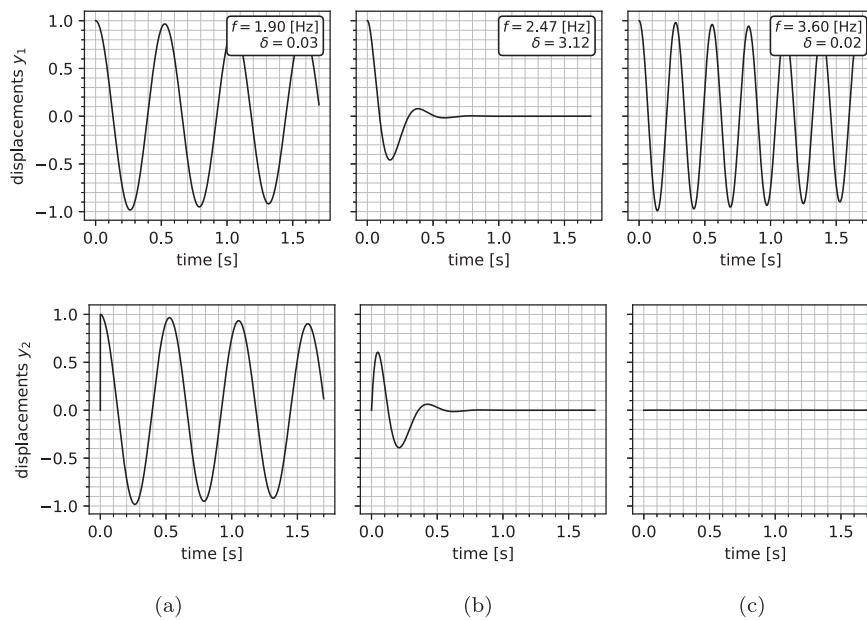 f = 1.90 [Hz]
δ = 0.03
f = 2.47 [Hz]
δ = 3.12
f = 3.60 [Hz]
δ = 0.02
displacements y₁
1.0
0.5
0.0
−0.5
−1.0
0.0 0.5 1.0 1.5
0.0 0.5 1.0 1.5
0.0 0.5 1.0 1.5
time [s]
time [s]
time [s]
displacements y₂
1.0
0.5
0.0
−0.5
−1.0
0.0 0.5 1.0 1.5
0.0 0.5 1.0 1.5
0.0 0.5 1.0 1.5
time [s]
time [s]
time [s]
(a) (b) (c)